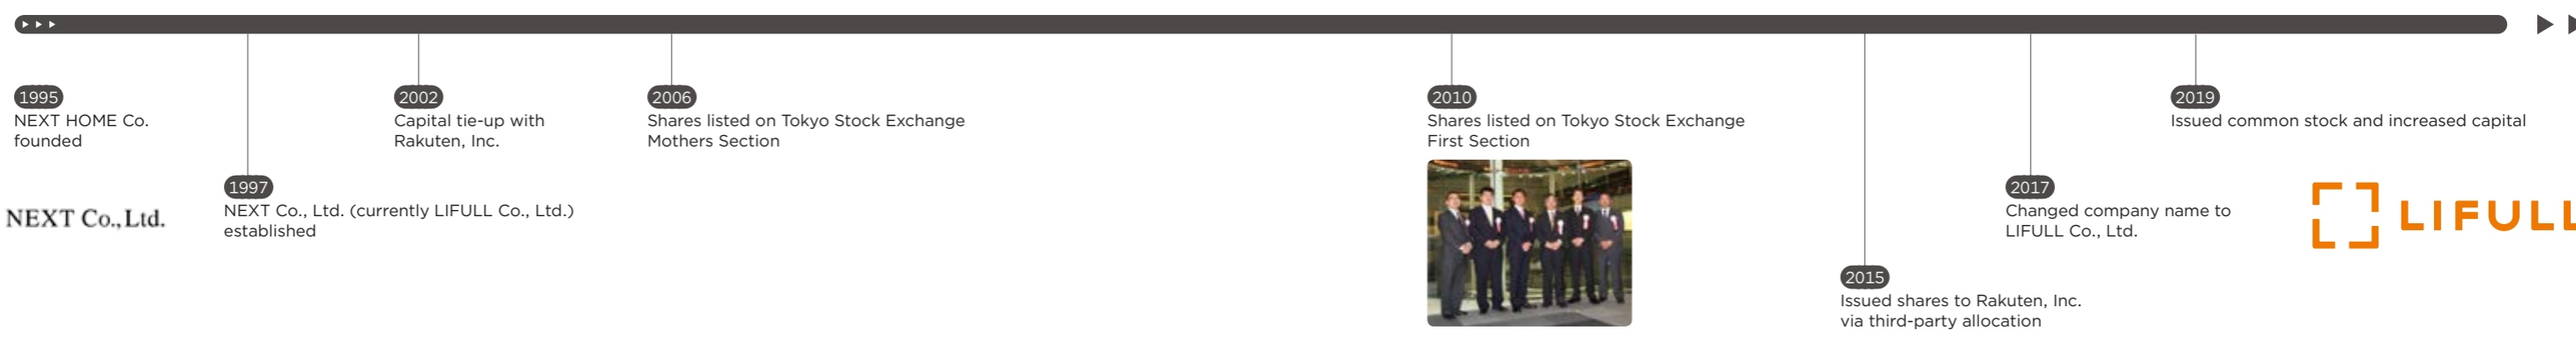 1995
NEXT HOME Co.
founded
NEXT Co., Ltd.
1997
NEXT Co., Ltd. (currently LIFULL Co., Ltd.)
established
2002
Capital tie-up with
Rakuten, Inc.
2006
Shares listed on Tokyo Stock Exchange
Mothers Section
2010
Shares listed on Tokyo Stock Exchange
First Section
2015
Issued shares to Rakuten, Inc.
via third-party allocation
2017
Changed company name to
LIFULL Co., Ltd.
2019
Issued common stock and increased capital
LIFULL